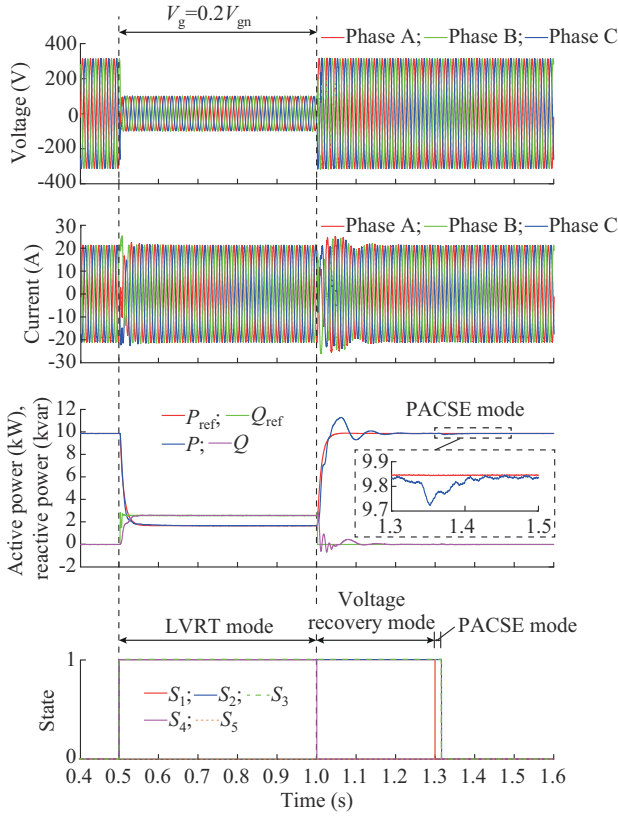 V_g=0.2V_gn
Phase A; Phase B; Phase C
Voltage (V)
400
200
0
-200
-400
Phase A; Phase B; Phase C
Current (A)
30
20
10
0
-10
-20
-30
Active power (kW),
reactive power (kvar)
12
10
8
6
4
2
0
-2
P_ref; Q_ref
P; Q
PACSE mode
9.9
9.8
9.7
1.3 1.4 1.5
LVRT mode
Voltage
recovery mode
PACSE mode
State
1
0
S_1; S_2; S_3
S_4; S_5
0.4 0.5 0.6 0.7 0.8 0.9 1.0 1.1 1.2 1.3 1.4 1.5 1.6
Time (s)